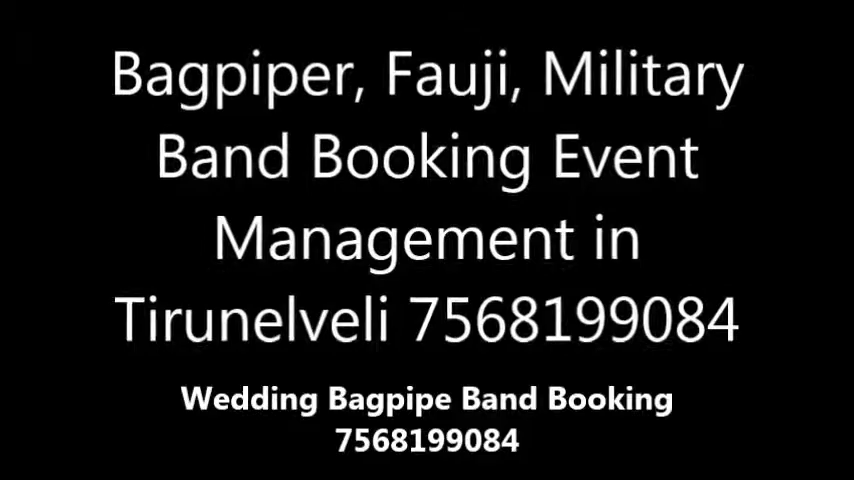 Bagpiper, Fauji, Military
Band Booking Event
Management in
Tirunelveli 7568199084
Wedding Bagpipe Band Booking
7568199084